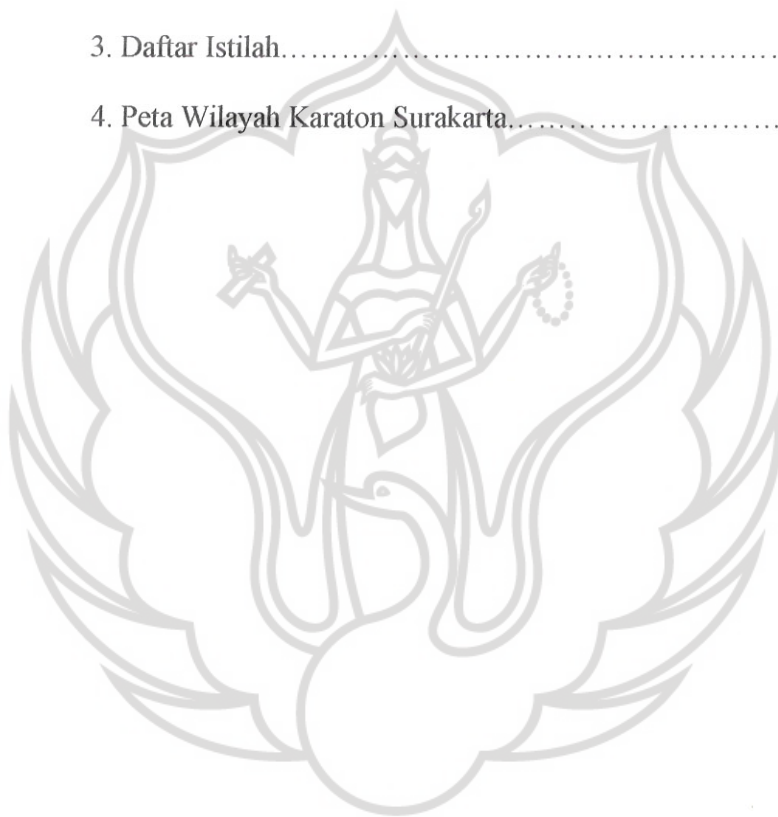 3. Daftar Istilah………………………………………………
4. Peta Wilayah Karaton Surakarta………………………